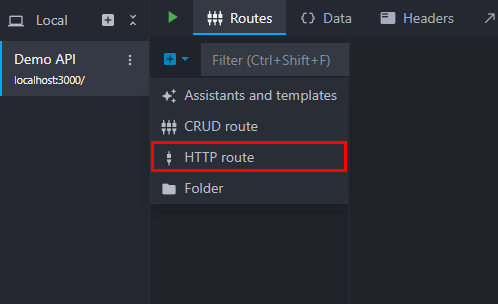 Local
Routes
Data
Headers
Demo API
localhost:3000/
Filter (Ctrl+Shift+F)
Assistants and templates
CRUD route
HTTP route
Folder